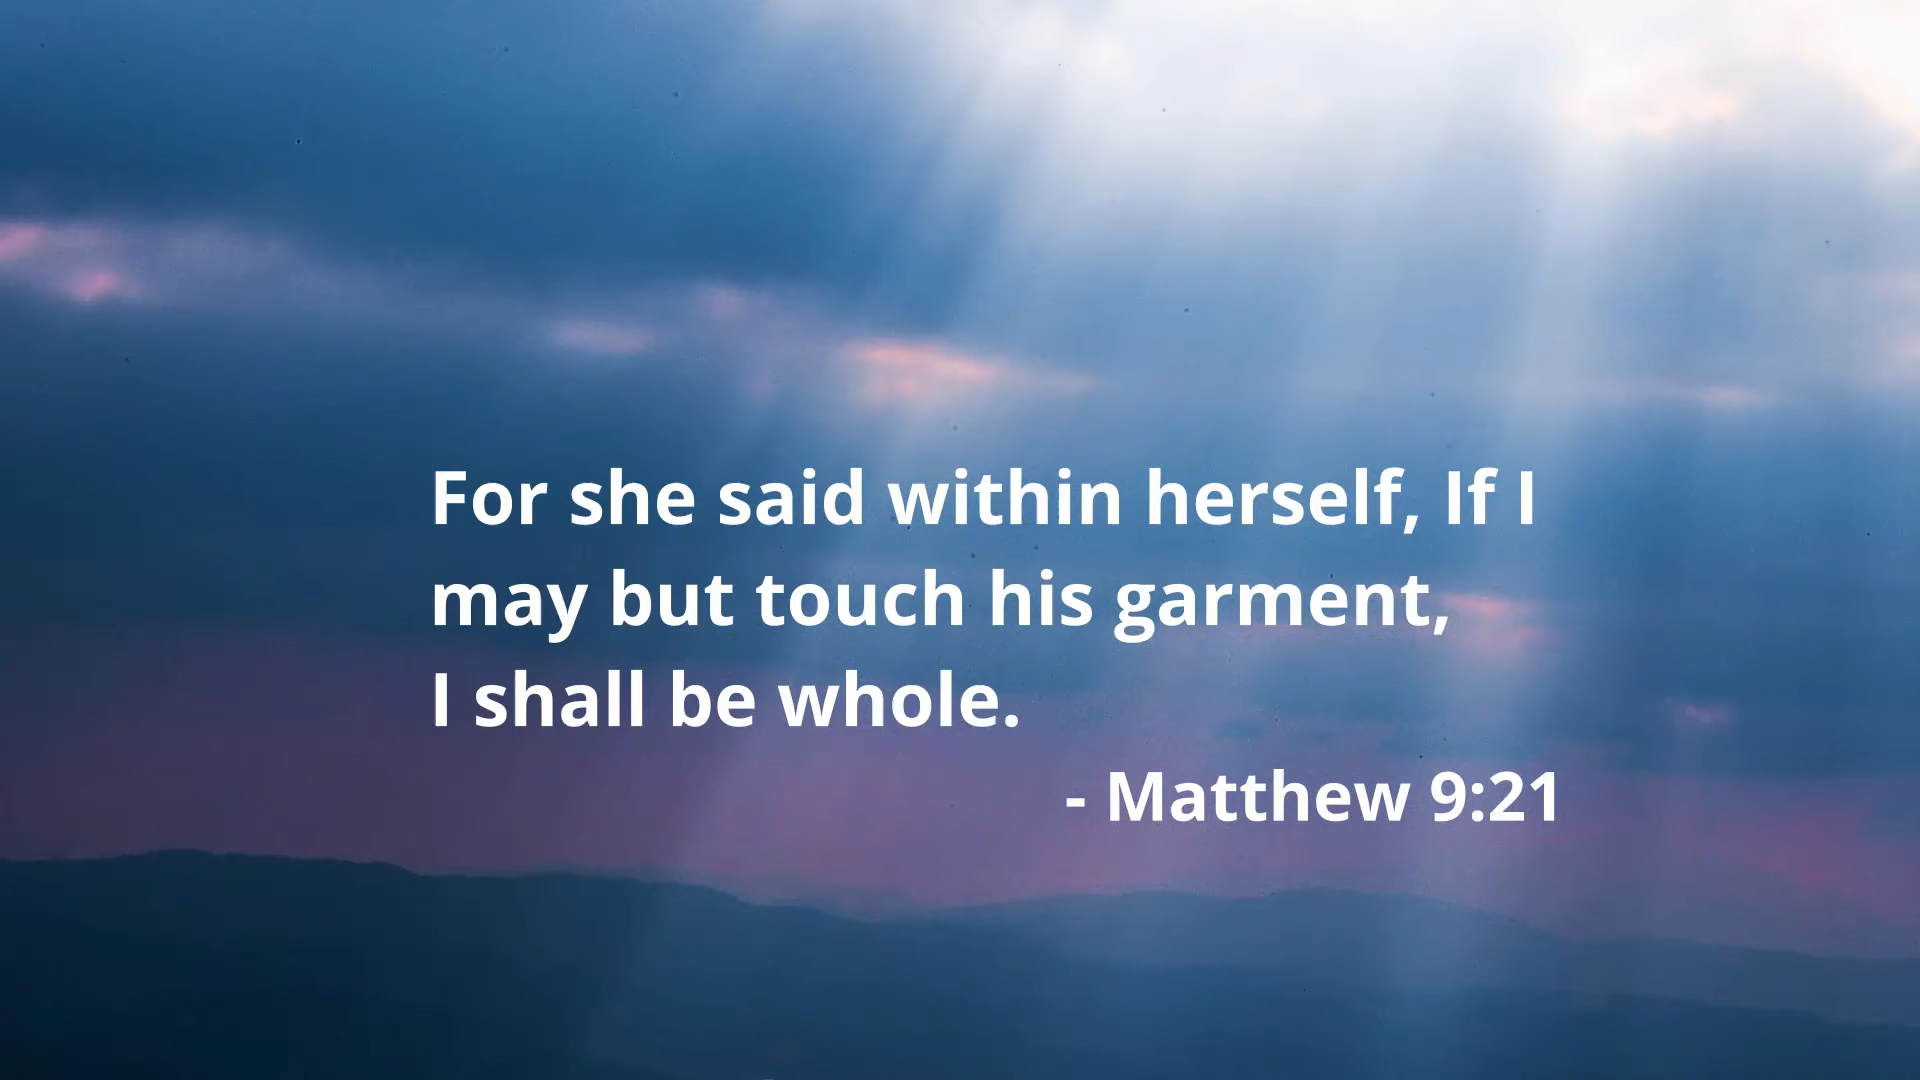 For she said within herself, If I
may but touch his garment,
I shall be whole.
- Matthew 9:21